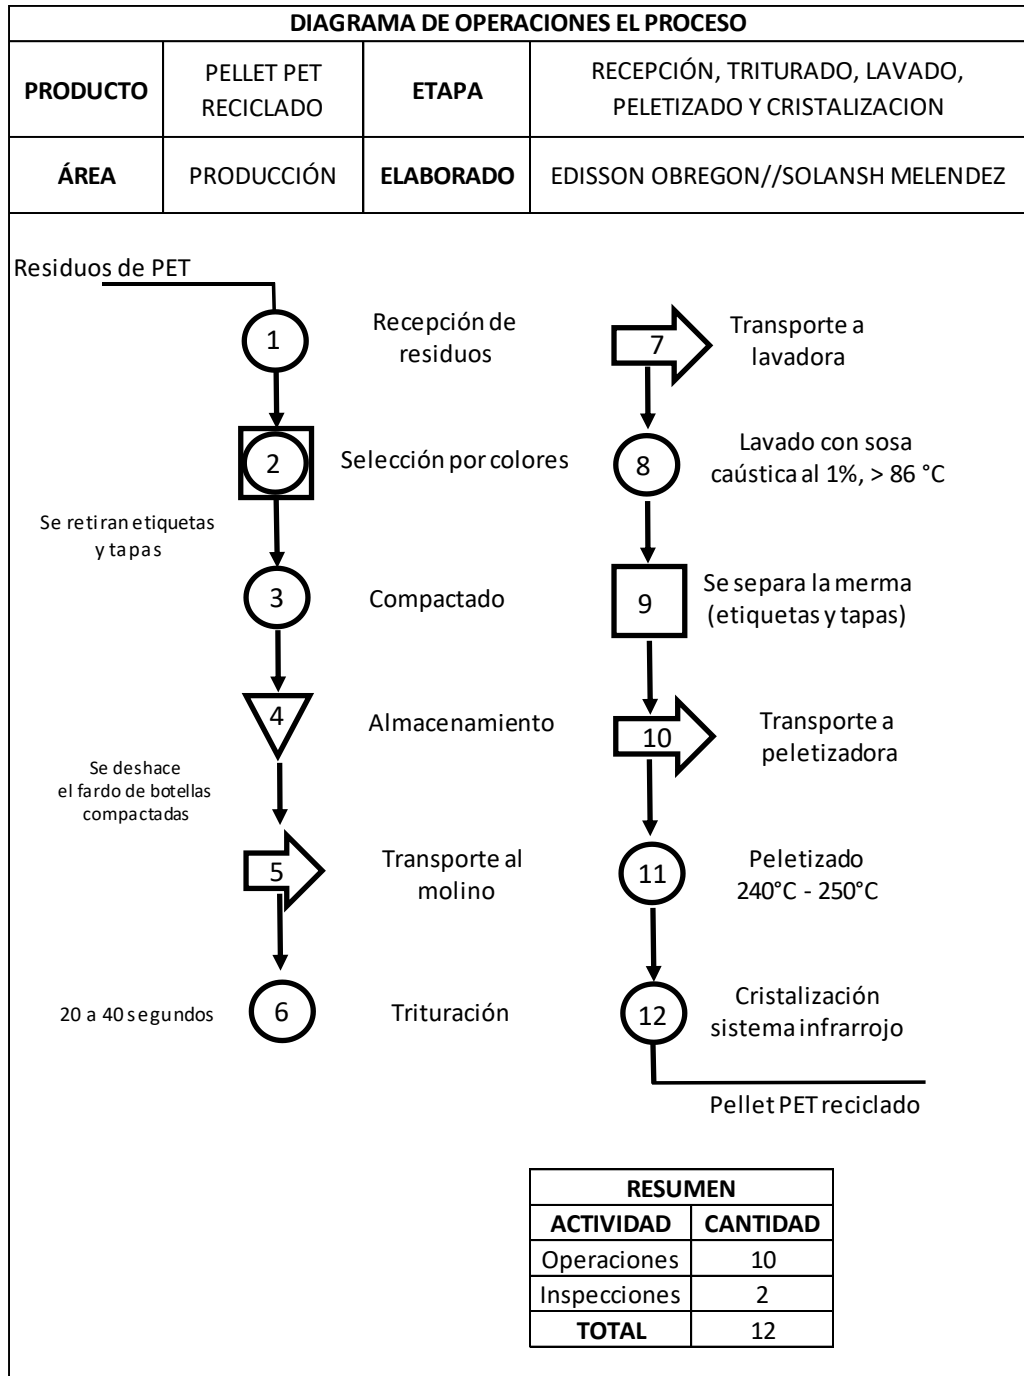 DIAGRAMA DE OPERACIONES EL PROCESO
PRODUCTO
PELLET PET
RECICLADO
ETAPA
RECEPCIÓN, TRITURADO, LAVADO,
PELETIZADO Y CRISTALIZACION
ÁREA
PRODUCCIÓN
ELABORADO
EDISSON OBREGON//SOLANSH MELENDEZ
Residuos de PET
1
Recepción de
residuos
2
Selección por colores
Se retiran etiquetas
y tapas
3
Compactado
4
Almacenamiento
Se deshace
el fardo de botellas
compactadas
5
Transporte al
molino
20 a 40 segundos
6
Trituración
7
Transporte a
lavadora
8
Lavado con sosa
caústica al 1%, > 86 °C
9
Se separa la merma
(etiquetas y tapas)
10
Transporte a
peletizadora
11
Peletizado
240°C - 250°C
12
Cristalización
sistema infrarrojo
Pellet PET reciclado
RESUMEN
ACTIVIDAD CANTIDAD
Operaciones 10
Inspecciones 2
TOTAL 12